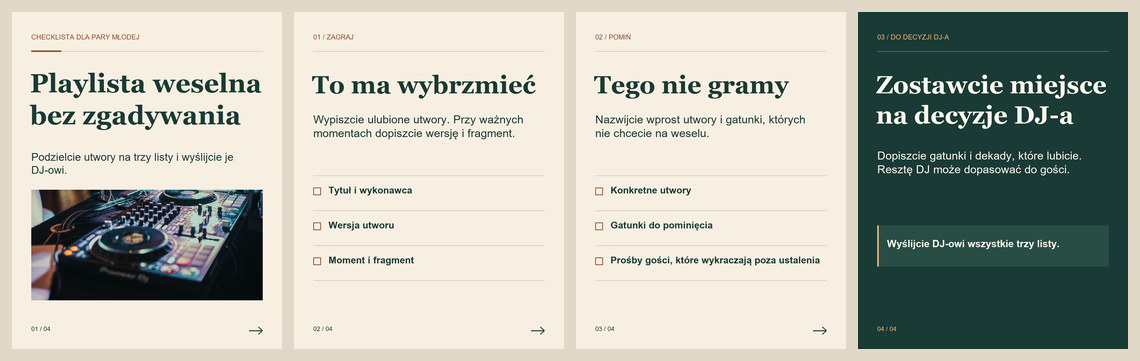 CHECKLISTA DLA PARY MŁODEJ
Playlista weselna
bez zgadywania
Podzielcie utwory na trzy listy i wyślijcie je
DJ-owi.
Pioneer DJ
01 / 04
01 / ZAGRAJ
To ma wybrzmieć
Wypiszcie ulubione utwory. Przy ważnych
momentach dopiszcie wersję i fragment.
Tytuł i wykonawca
Wersja utworu
Moment i fragment
02 / 04
02 / POMIŃ
Tego nie gramy
Nazwijcie wprost utwory i gatunki, których
nie chcecie na weselu.
Konkretne utwory
Gatunki do pominięcia
Prośby gości, które wykraczają poza ustalenia
03 / 04
03 / DO DECYZJI DJ-A
Zostawcie miejsce
na decyzje DJ-a
Dopiszcie gatunki i dekady, które lubicie.
Resztę DJ może dopasować do gości.
Wyślijcie DJ-owi wszystkie trzy listy.
04 / 04